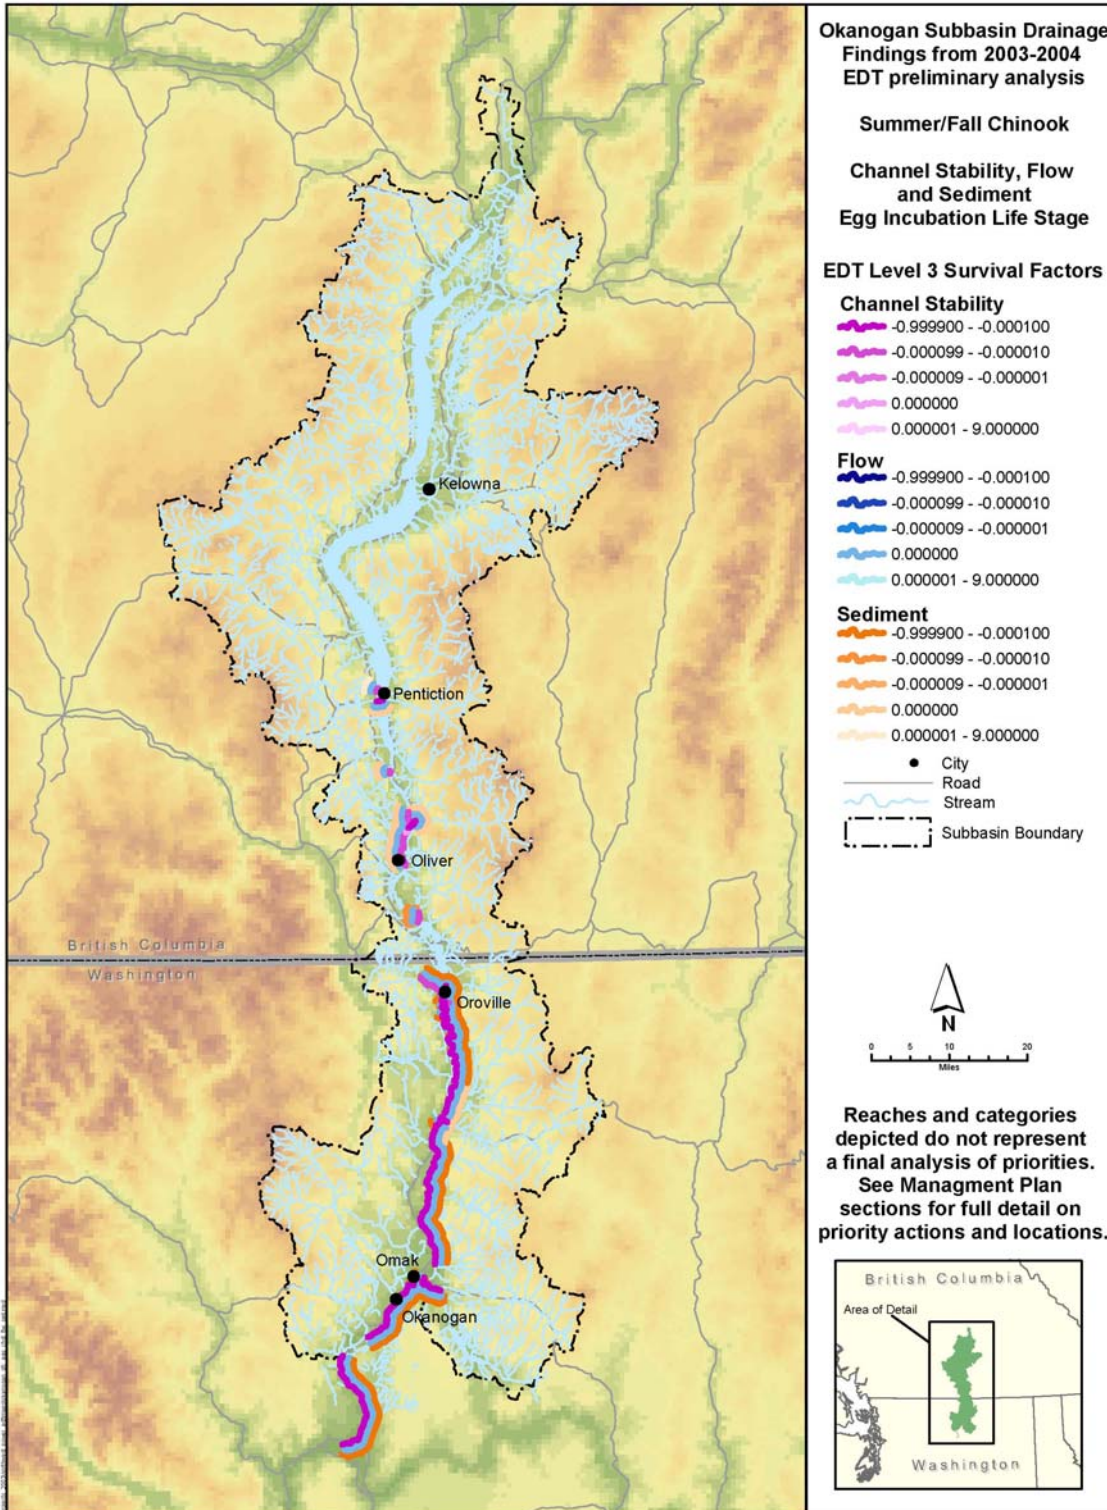 Okanogan Subbasin Drainage
Findings from 2003-2004
EDT preliminary analysis
Summer/Fall Chinook
Channel Stability, Flow
and Sediment
Egg Incubation Life Stage
EDT Level 3 Survival Factors
Channel Stability
-0.999900 - -0.000100
-0.000099 - -0.000010
-0.000009 - -0.000001
0.000000
0.000001 - 9.000000
Flow
-0.999900 - -0.000100
-0.000099 - -0.000010
-0.000009 - -0.000001
0.000000
0.000001 - 9.000000
Sediment
-0.999900 - -0.000100
-0.000099 - -0.000010
-0.000009 - -0.000001
0.000000
0.000001 - 9.000000
City
Road
Stream
Subbasin Boundary
Kelowna
Pentiction
Oliver
British Columbia
Washington
Oroville
Omak
Okanogan
N
0 5 10 20
Miles
Reaches and categories
depicted do not represent
a final analysis of priorities.
See Managment Plan
sections for full detail on
priority actions and locations.
British Columbia
Area of Detail
Washington